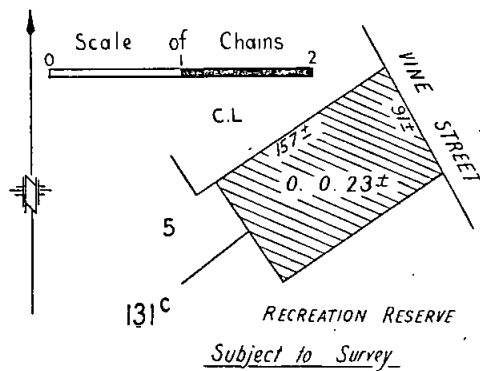 Scale of Chains
0 1 2
C.L
VINE STREET
157±
91±
0. 0. 23±
5
131c
RECREATION RESERVE
Subject to Survey